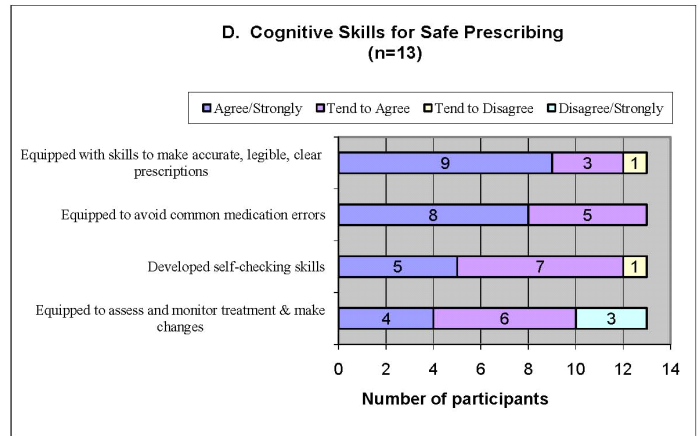 D. Cognitive Skills for Safe Prescribing
(n=13)
Agree/Strongly Tend to Agree Tend to Disagree Disagree/Strongly
Equipped with skills to make accurate, legible, clear
prescriptions
9 3 1
Equipped to avoid common medication errors
8 5
Developed self-checking skills
5 7 1
Equipped to assess and monitor treatment & make
changes
4 6 3
0 2 4 6 8 10 12 14
Number of participants